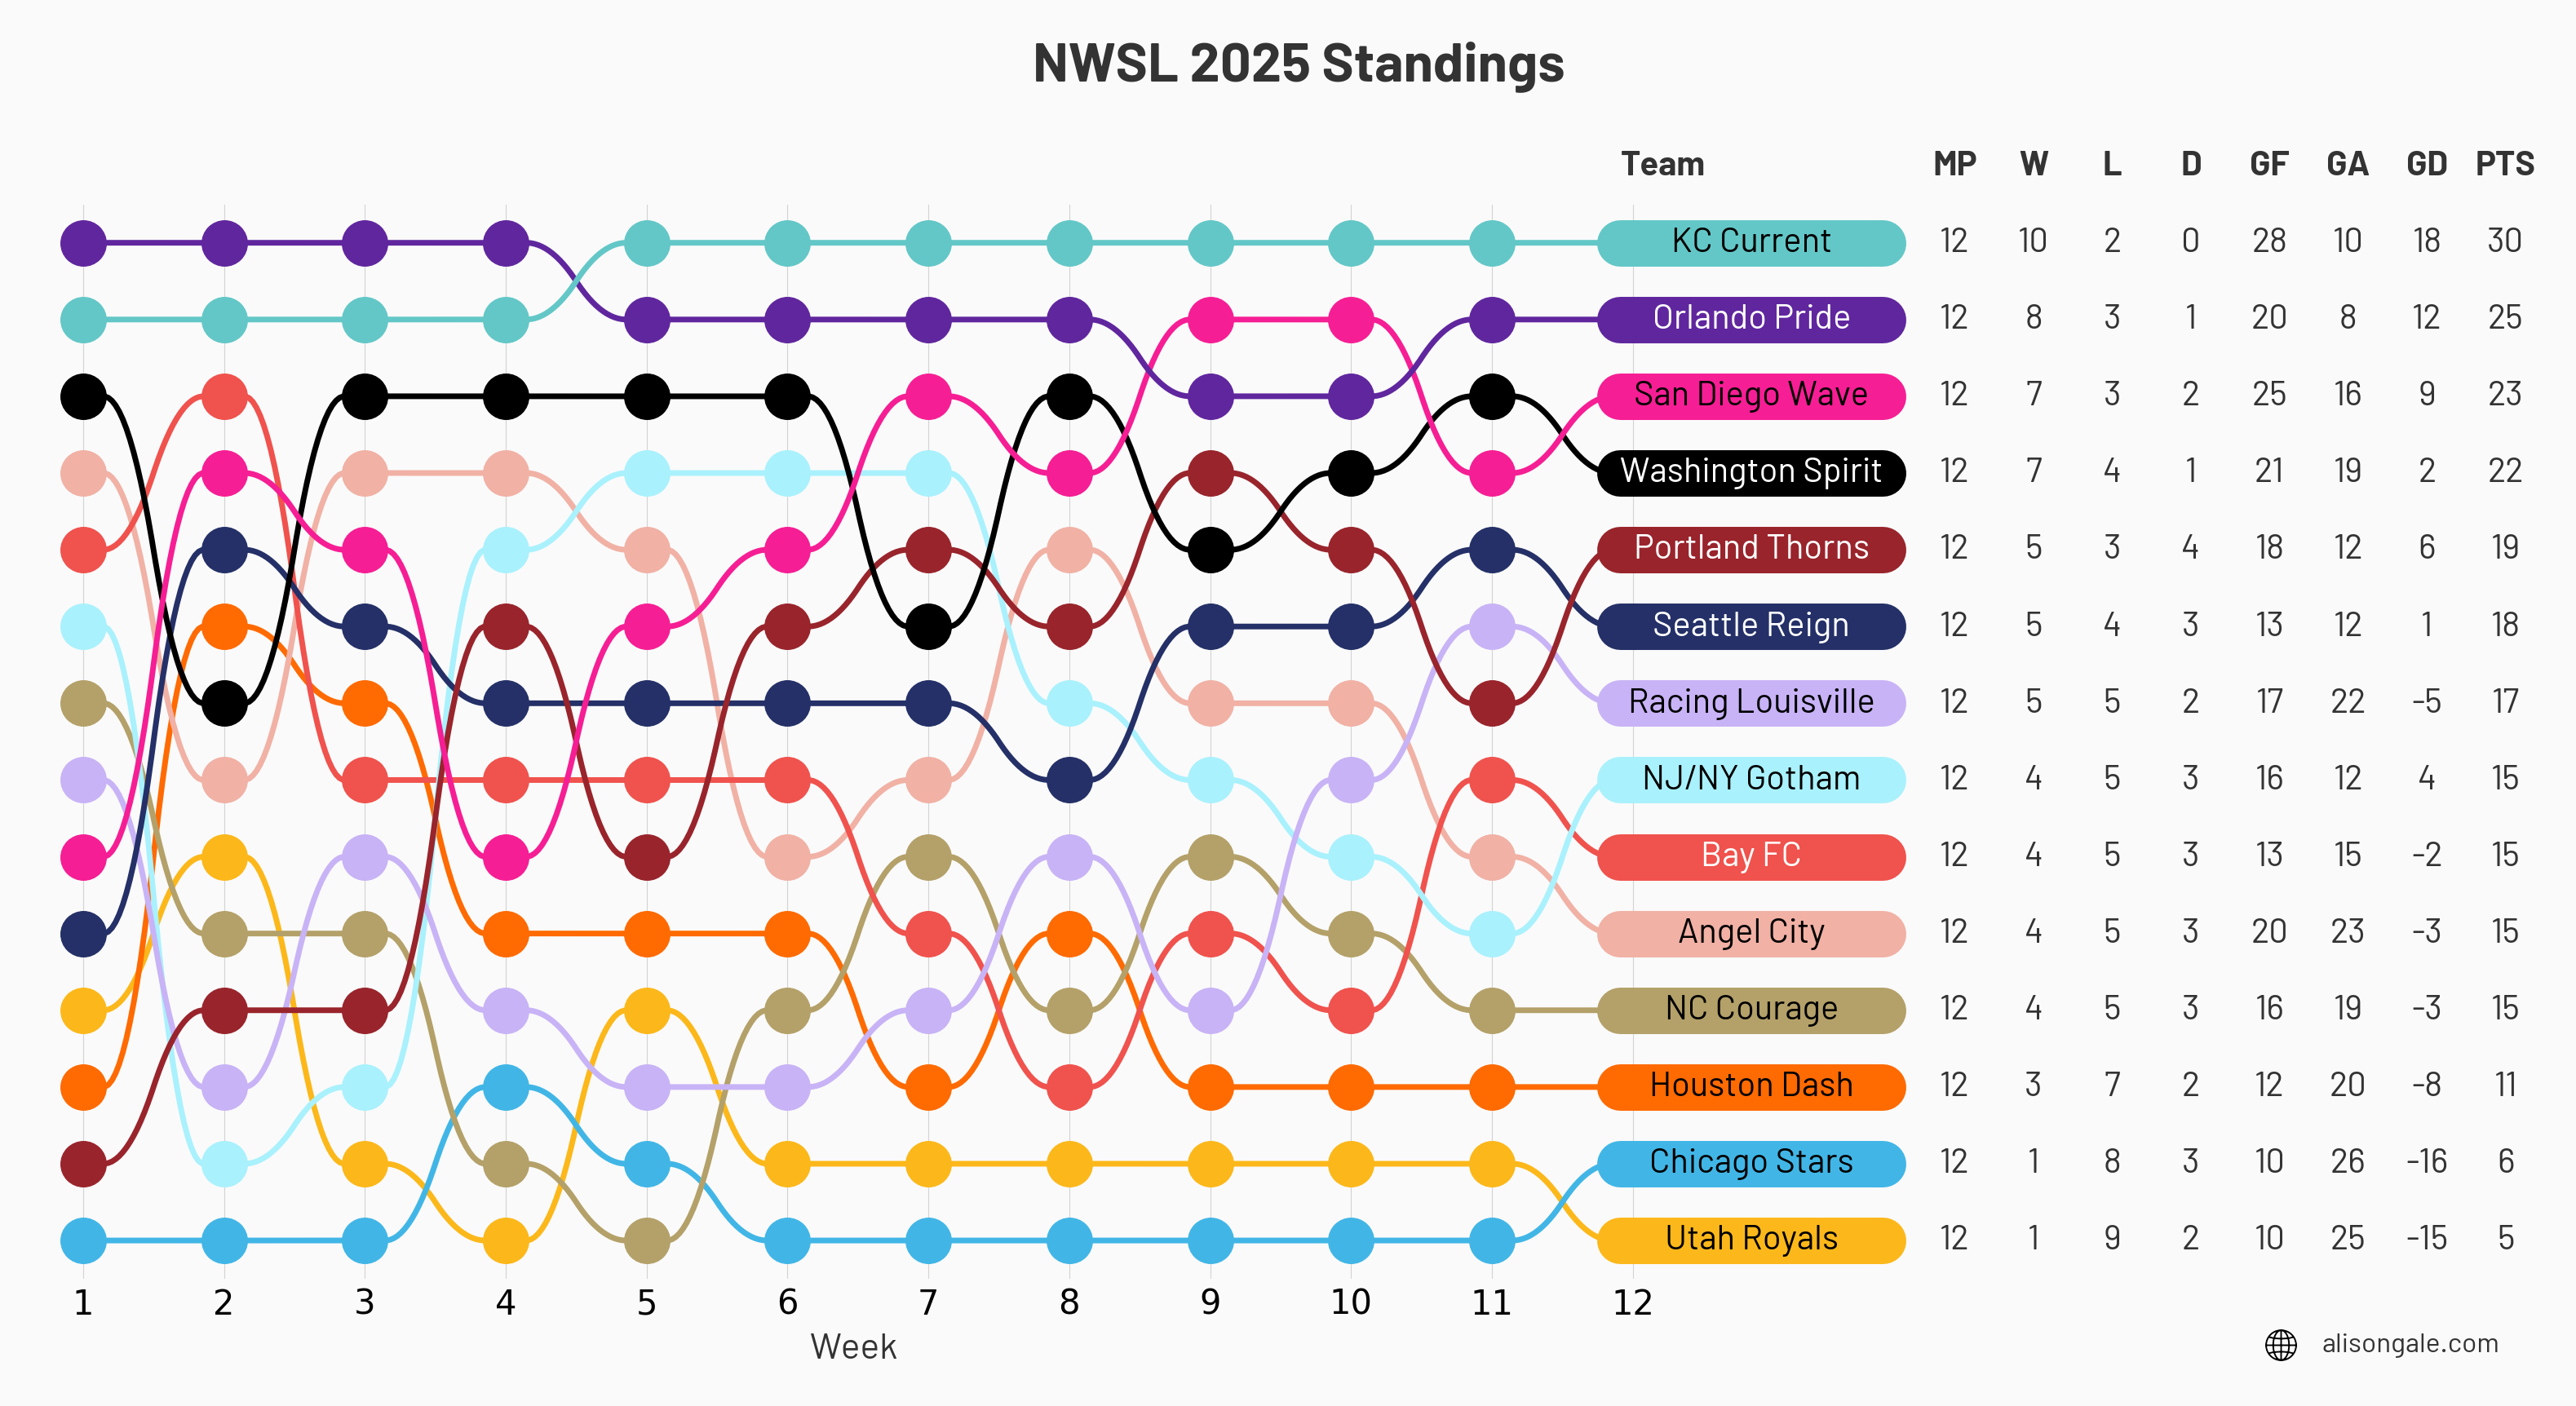 NWSL 2025 Standings
Team MP W L D GF GA GD PTS
KC Current 12 10 2 0 28 10 18 30
Orlando Pride 12 8 3 1 20 8 12 25
San Diego Wave 12 7 3 2 25 16 9 23
Washington Spirit 12 7 4 1 21 19 2 22
Portland Thorns 12 5 3 4 18 12 6 19
Seattle Reign 12 5 4 3 13 12 1 18
Racing Louisville 12 5 5 2 17 22 -5 17
NJ/NY Gotham 12 4 5 3 16 12 4 15
Bay FC 12 4 5 3 13 15 -2 15
Angel City 12 4 5 3 20 23 -3 15
NC Courage 12 4 5 3 16 19 -3 15
Houston Dash 12 3 7 2 12 20 -8 11
Chicago Stars 12 1 8 3 10 26 -16 6
Utah Royals 12 1 9 2 10 25 -15 5
1 2 3 4 5 6 7 8 9 10 11 12
Week
alisongale.com